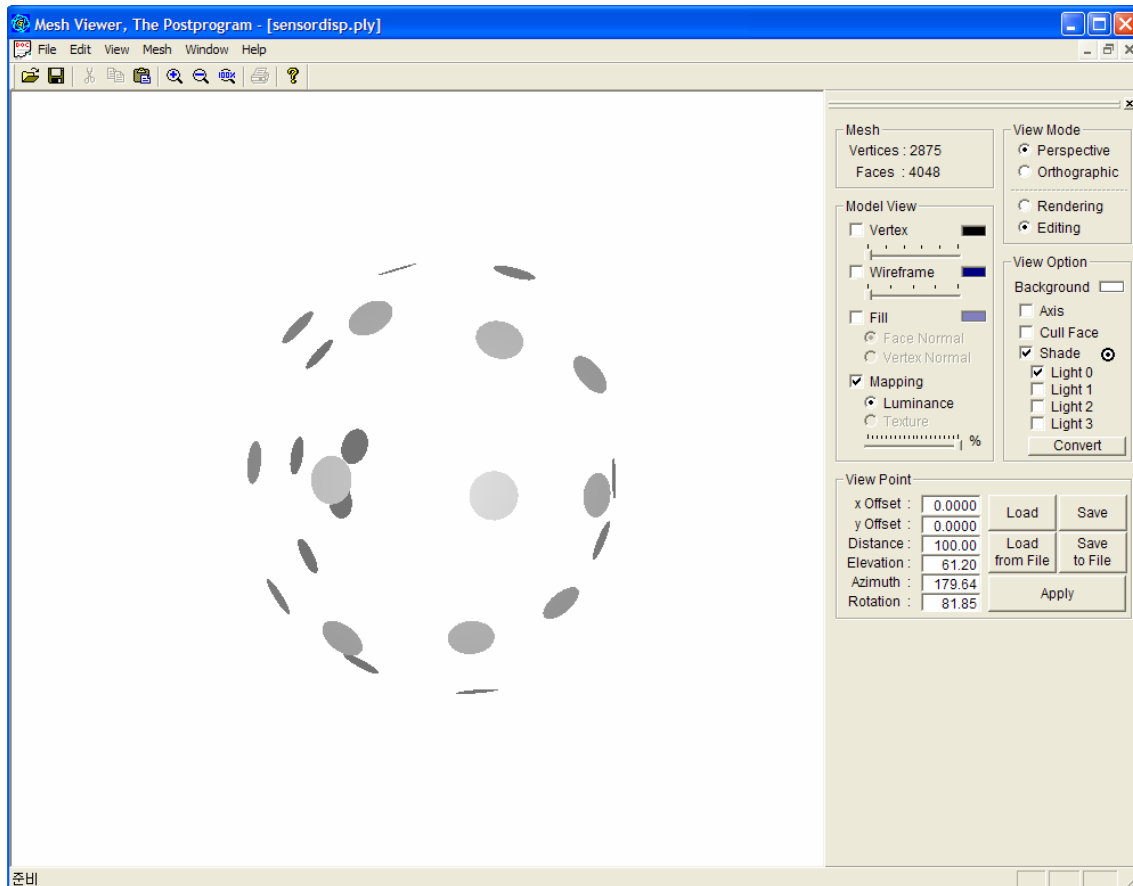 Mesh Viewer, The Postprogram - [sensordisp.ply]
File Edit View Mesh Window Help
Mesh
Vertices : 2875
Faces : 4048
View Mode
Perspective
Orthographic
Rendering
Editing
Model View
Vertex
Wireframe
Fill
Face Normal
Vertex Normal
Mapping
Luminance
Texture
%
View Option
Background
Axis
Cull Face
Shade
Light 0
Light 1
Light 2
Light 3
Convert
View Point
x Offset : 0.0000
y Offset : 0.0000
Distance : 100.00
Elevation : 61.20
Azimuth : 179.64
Rotation : 81.85
Load
Save
Load from File
Save to File
Apply
준비